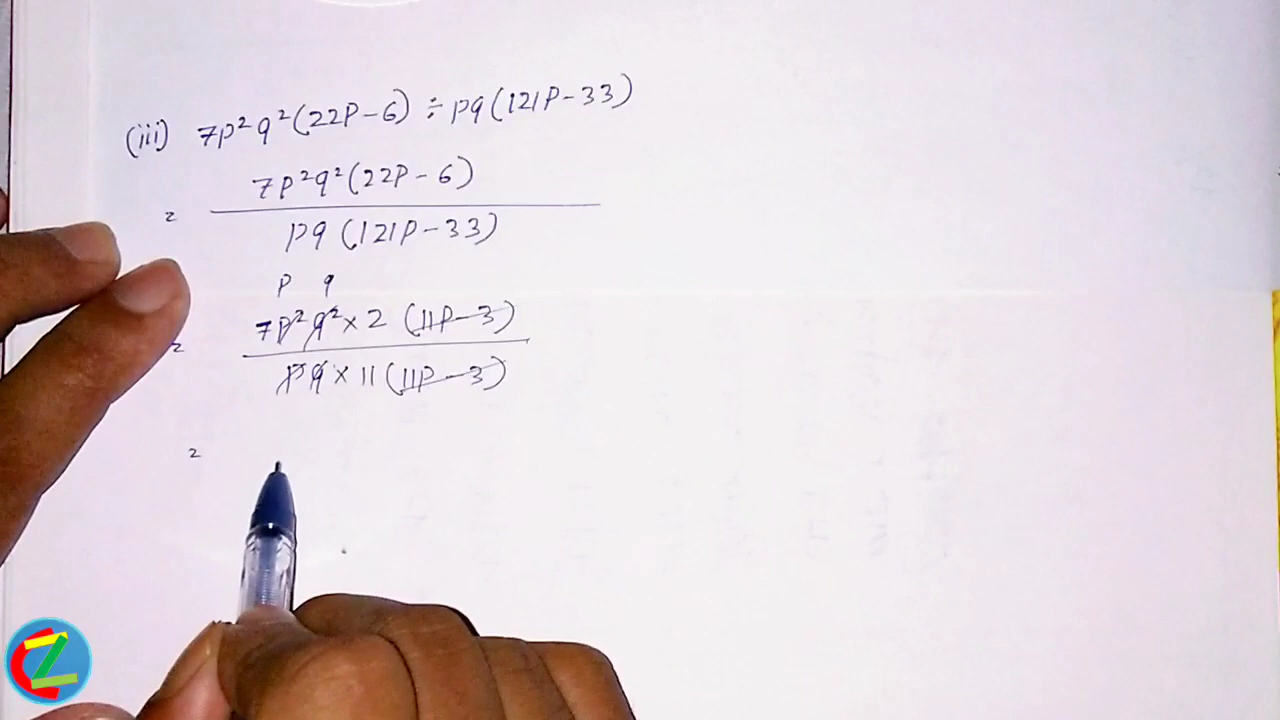 (iii) 7p²q²(22P-6) ÷ pq(121P-33)
7p²q²(22P-6)
=
pq(121P-33)
p q
7p²q² × 2 (11P-3)
=
pq × 11 (11P-3)
=